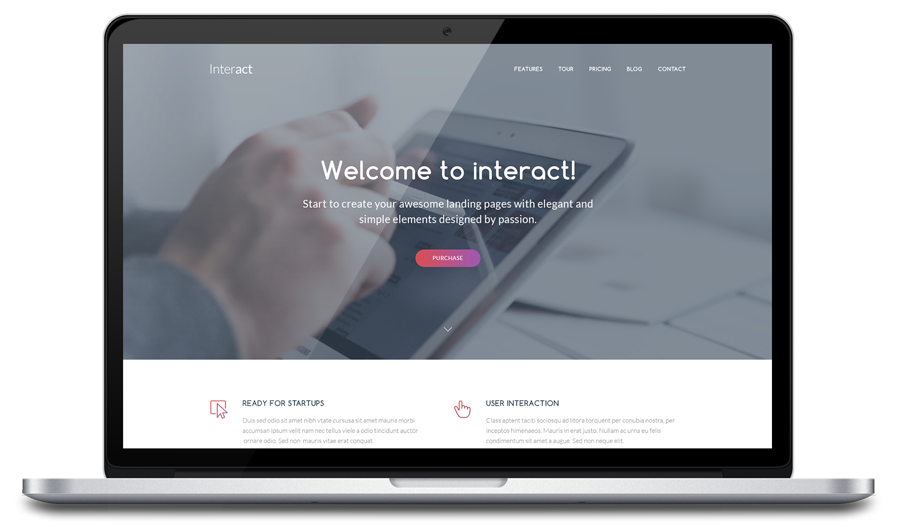 Interact
FEATURES TOUR PRICING BLOG CONTACT
Welcome to interact!
Start to create your awesome landing pages with elegant and
simple elements designed by passion.
PURCHASE
READY FOR STARTUPS
Duis sed odio sit amet nibh vtate cursusa sit amet mauris morbi
accumsan ipsum velit nam nec tellus viele a odio tincidunt auctor
ornare odio. Sed non mauris vitae erat conquat.
USER INTERACTION
Claes aptent taciti sociosqu ad litora torquent per conubia nostra, per
inceptos himenaeos. Mauris in erat justo. Nullam ac urna eu felis
condimentum sit amet a augue. Sed non neque elit.